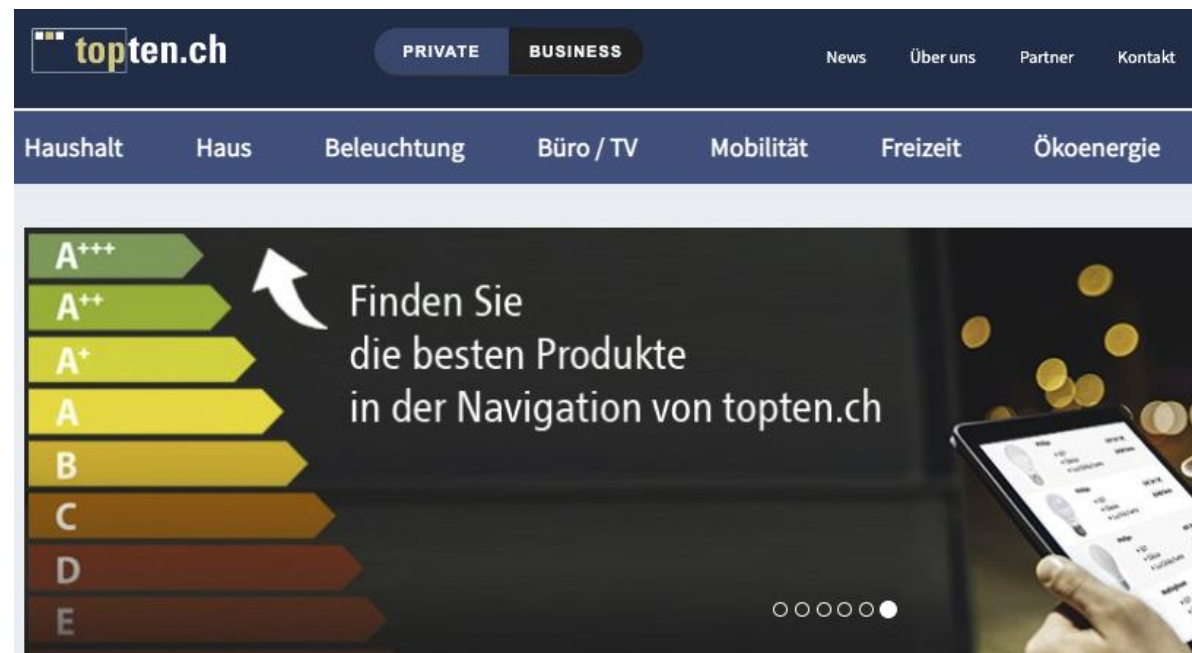 topten.ch
PRIVATE BUSINESS
News Über uns Partner Kontakt
Haushalt Haus Beleuchtung Büro / TV Mobilität Freizeit Ökoenergie
A+++
A++
A+
A
B
C
D
E
Finden Sie
die besten Produkte
in der Navigation von topten.ch